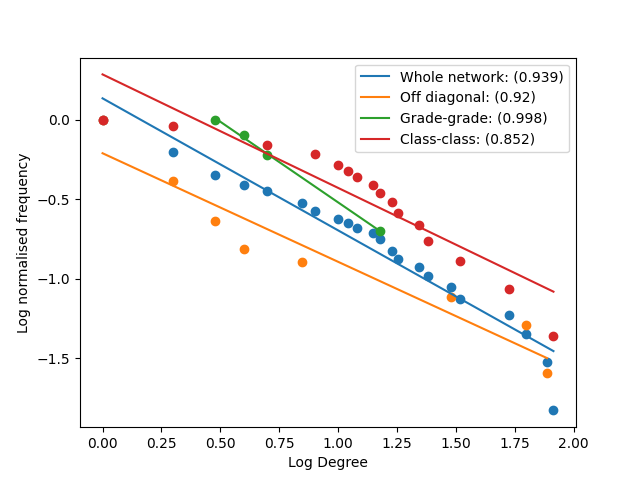 Whole network: (0.939)
Off diagonal: (0.92)
Grade-grade: (0.998)
Class-class: (0.852)
0.0
−0.5
−1.0
−1.5
Log normalised frequency
0.00 0.25 0.50 0.75 1.00 1.25 1.50 1.75 2.00
Log Degree